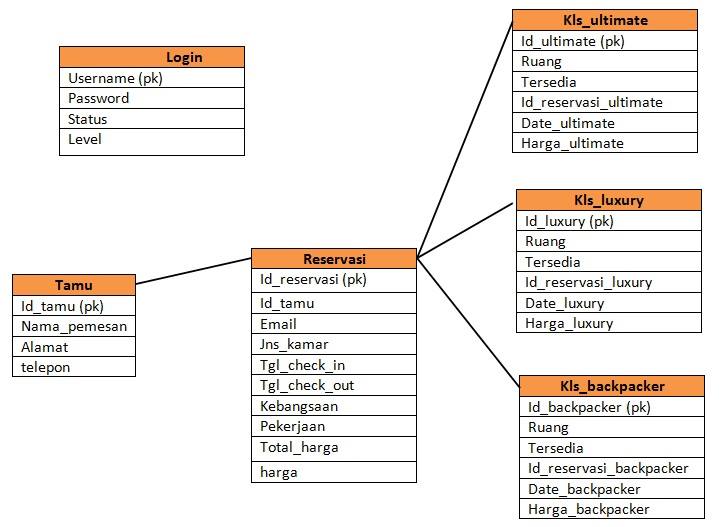 Login
Username (pk)
Password
Status
Level
Tamu
Id_tamu (pk)
Nama_pemesan
Alamat
telepon
Reservasi
Id_reservasi (pk)
Id_tamu
Email
Jns_kamar
Tgl_check_in
Tgl_check_out
Kebangsaan
Pekerjaan
Total_harga
harga
Kls_ultimate
Id_ultimate (pk)
Ruang
Tersedia
Id_reservasi_ultimate
Date_ultimate
Harga_ultimate
Kls_luxury
Id_luxury (pk)
Ruang
Tersedia
Id_reservasi_luxury
Date_luxury
Harga_luxury
Kls_backpacker
Id_backpacker (pk)
Ruang
Tersedia
Id_reservasi_backpacker
Date_backpacker
Harga_backpacker